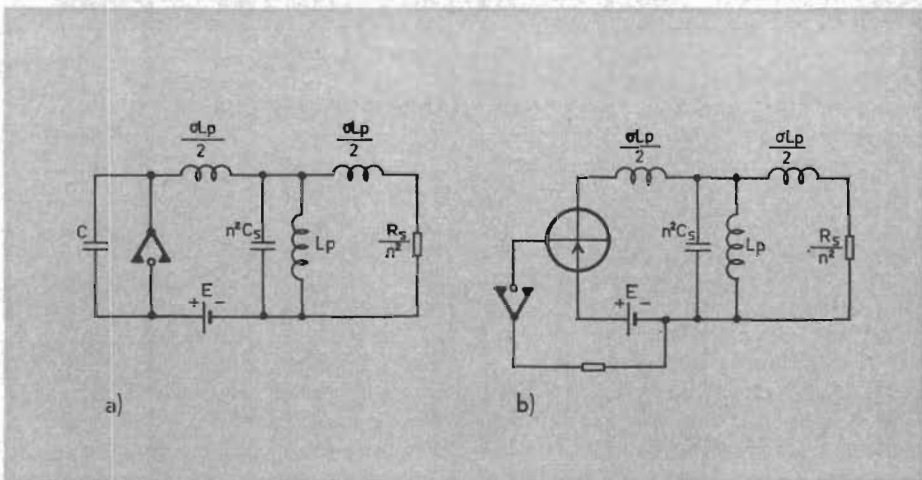 σLp
2
σLp
2
C
n²Cs
Lp
Rs
n²
+ E -
a)
σLp
2
σLp
2
n²Cs
Lp
Rs
n²
+ E -
b)